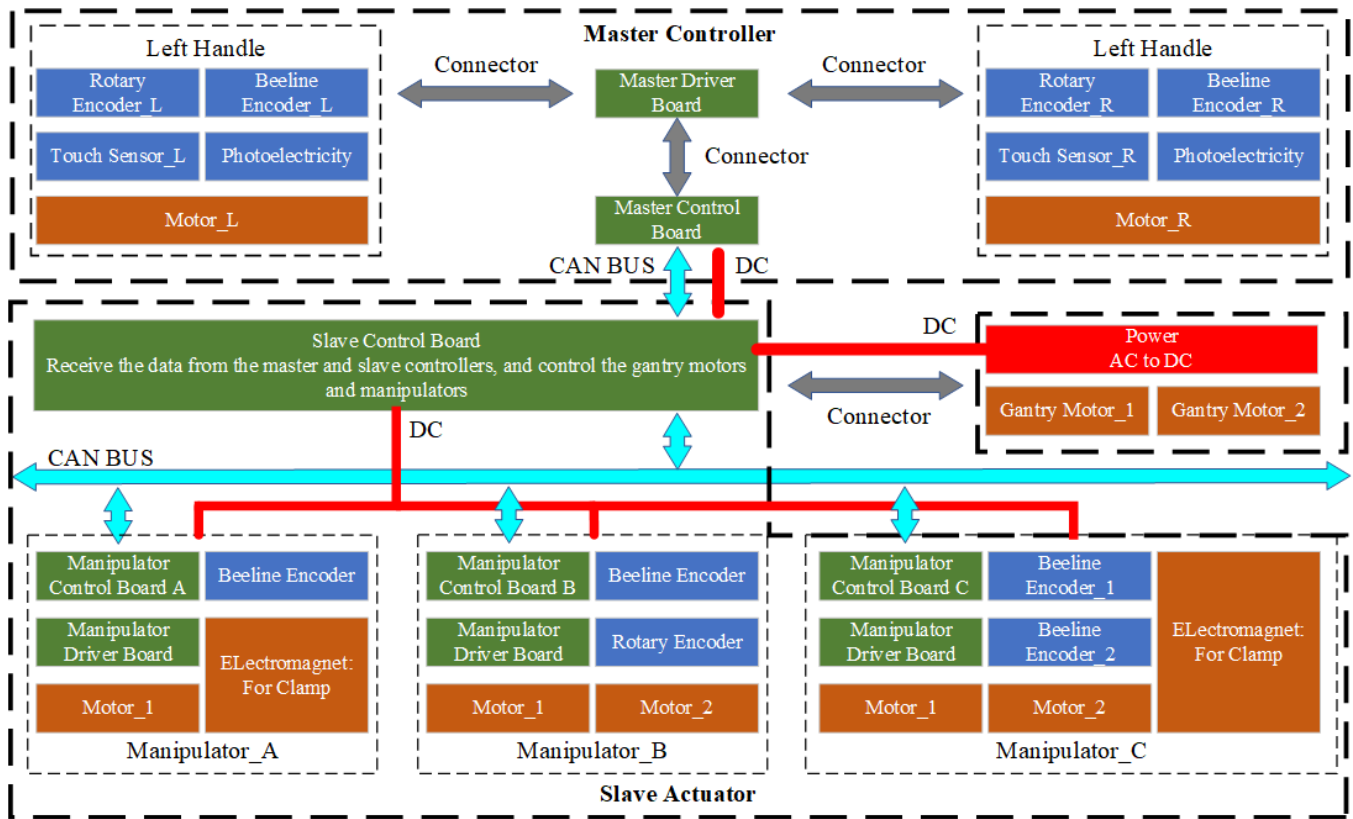 Master Controller
Left Handle
Rotary
Encoder_L
Beeline
Encoder_L
Touch Sensor_L
Photoelectricity
Motor_L
Connector
Master Driver
Board
Connector
Connector
Master Control
Board
Left Handle
Rotary
Encoder_R
Beeline
Encoder_R
Touch Sensor_R
Photoelectricity
Motor_R
CAN BUS
DC
Slave Control Board
Receive the data from the master and slave controllers, and control the gantry motors
and manipulators
DC
Connector
Power
AC to DC
Gantry Motor_1
Gantry Motor_2
DC
CAN BUS
Manipulator
Control Board A
Beeline Encoder
Manipulator
Driver Board
ELectromagnet:
For Clamp
Motor_1
Manipulator_A
Manipulator
Control Board B
Beeline Encoder
Manipulator
Driver Board
Rotary Encoder
Motor_1
Motor_2
Manipulator_B
Manipulator
Control Board C
Beeline
Encoder_1
Manipulator
Driver Board
Beeline
Encoder_2
ELectromagnet:
For Clamp
Motor_1
Motor_2
Manipulator_C
Slave Actuator